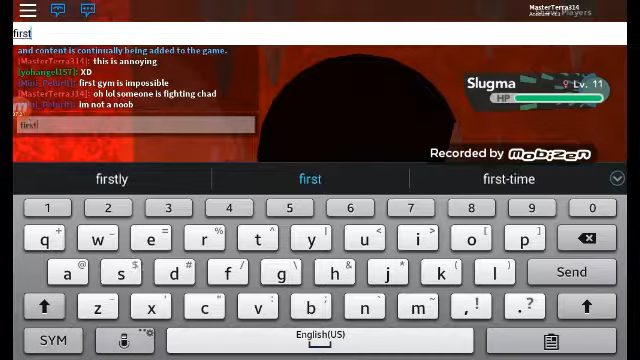 MasterTerra314
Players
first
and content is continually being added to the game.
[MasterTerra314]: this is annoying
[yohangel157]: XD
first gym is impossible
[MasterTerra314]: oh lol someone is fighting chad
im not a noob
first
Slugma
Lv. 11
HP
Recorded by mobizen
firstly first first-time
1 2 3 4 5 6 7 8 9 0
q + w - e = r % t ^ y | u < i > o [ p ]
a @ s $ d # f / g \ h & j * k ( l ) Send
z x c v b n m , ! . ?
SYM English(US)